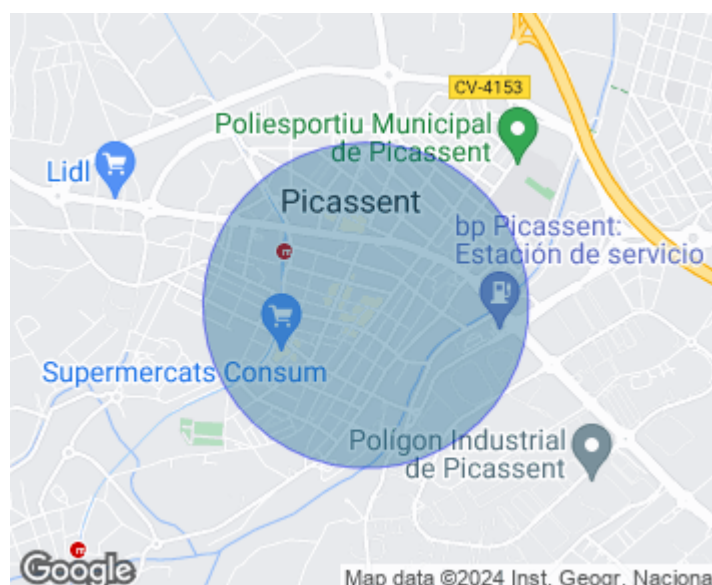 CV-4153
Poliesportiu Municipal
de Picassent
Lidl
Picassent
bp Picassent:
Estación de servicio
Supermercats Consum
Polígon Industrial
de Picassent
Google
Map data ©2024 Inst. Geogr. Naciona